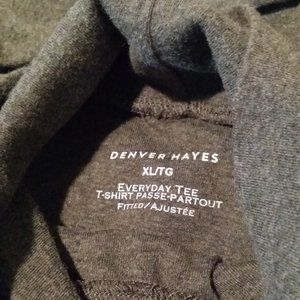 DENVER HAYES
XL/TG
EVERYDAY TEE
T-SHIRT PASSE-PARTOUT
FITTED/AJUSTÉE